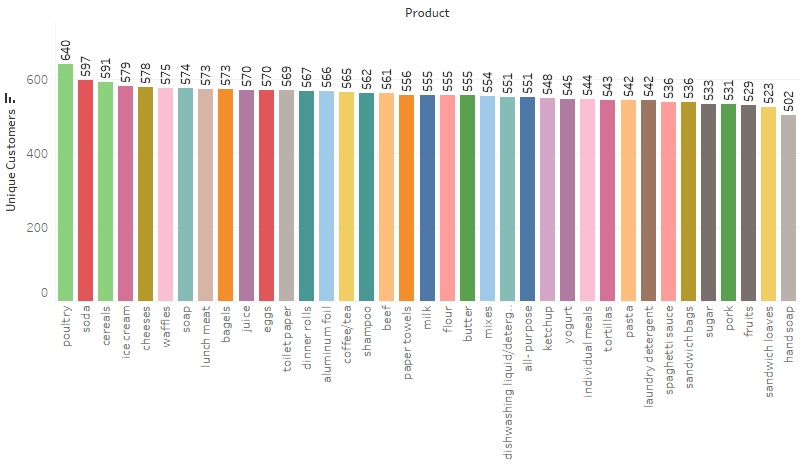 Product
Unique Customers
600
400
200
0
640
597
591
579
578
575
574
573
573
570
570
569
567
566
565
562
561
556
555
555
555
554
551
551
548
545
544
543
542
542
536
536
533
531
529
523
502
poultry
soda
cereals
ice cream
cheeses
waffles
soap
lunch meat
bagels
juice
eggs
toilet paper
dinner rolls
aluminum foil
coffee/tea
shampoo
beef
paper towels
milk
flour
butter
mixes
dishwashing liquid/deterg..
all- purpose
ketchup
yogurt
individual meals
tortillas
pasta
laundry detergent
spaghetti sauce
sandwich bags
sugar
pork
fruits
sandwich loaves
hand soap